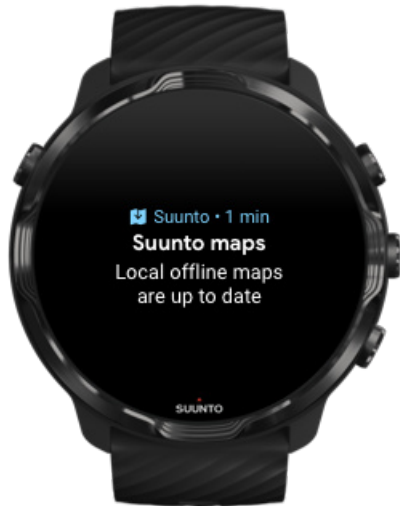 Suunto • 1 min
Suunto maps
Local offline maps
are up to date
SUUNTO